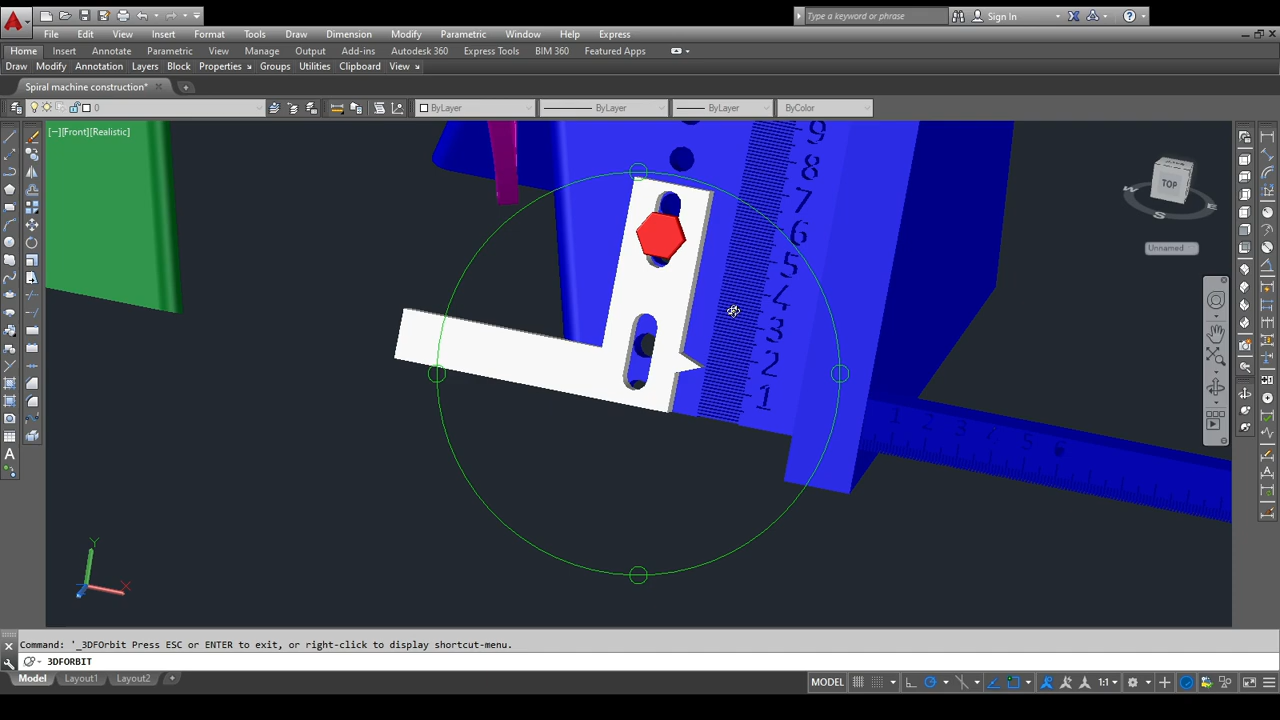 Type a keyword or phrase
Sign In
File Edit View Insert Format Tools Draw Dimension Modify Parametric Window Help Express
Home Insert Annotate Parametric View Manage Output Add-ins Autodesk 360 Express Tools BIM 360 Featured Apps
Draw Modify Annotation Layers Block Properties Groups Utilities Clipboard View
Spiral machine construction*
0 ByLayer ByLayer ByLayer ByColor
[−][Front][Realistic]
9
8
7
6
5
4
3
2
1
TOP
W S E
Unnamed
1 2 3
Y
X
Command: '_3DFOrbit Press ESC or ENTER to exit, or right-click to display shortcut-menu.
3DFORBIT
Model Layout1 Layout2
MODEL 1:1